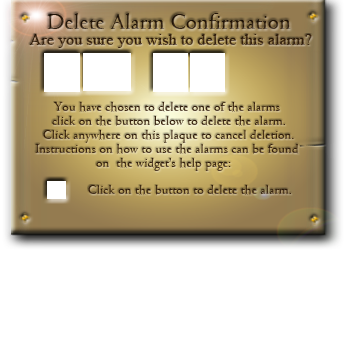 Delete Alarm Confirmation
Are you sure you wish to delete this alarm?
You have chosen to delete one of the alarms
click on the button below to delete the alarm.
Click anywhere on this plaque to cancel deletion.
Instructions on how to use the alarms can be found
on the widget's help page:
Click on the button to delete the alarm.